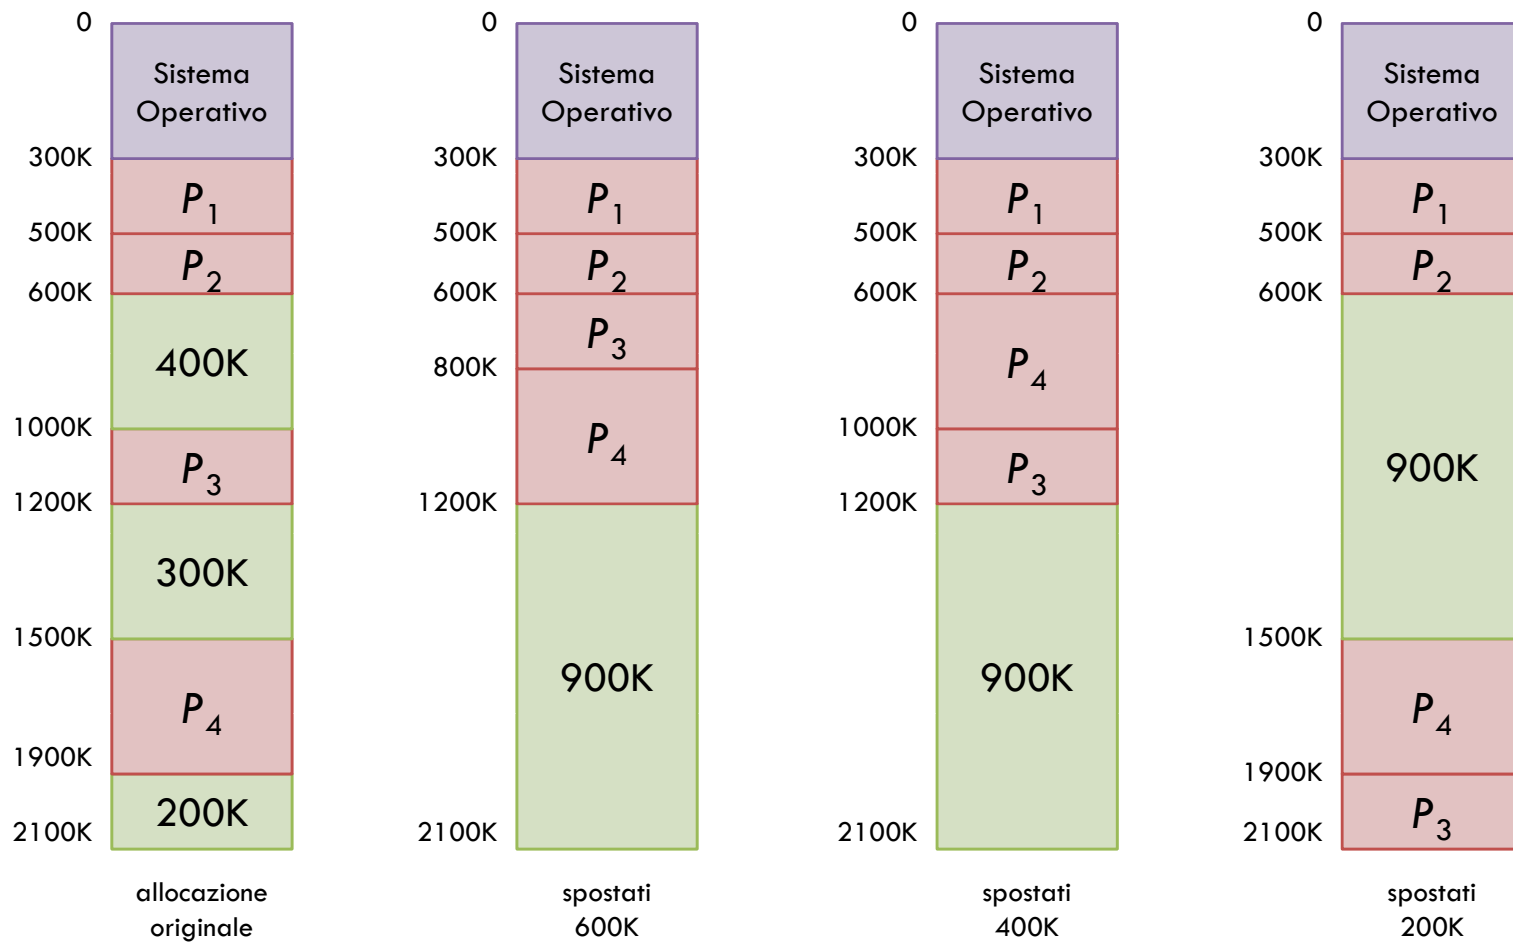 0
Sistema
Operativo
300K
P1
500K
P2
600K
400K
1000K
P3
1200K
300K
1500K
P4
1900K
200K
2100K
allocazione
originale
0
Sistema
Operativo
300K
P1
500K
P2
600K
P3
800K
P4
1200K
900K
2100K
spostati
600K
0
Sistema
Operativo
300K
P1
500K
P2
600K
P4
1000K
P3
1200K
900K
2100K
spostati
400K
0
Sistema
Operativo
300K
P1
500K
P2
600K
900K
1500K
P4
1900K
P3
2100K
spostati
200K